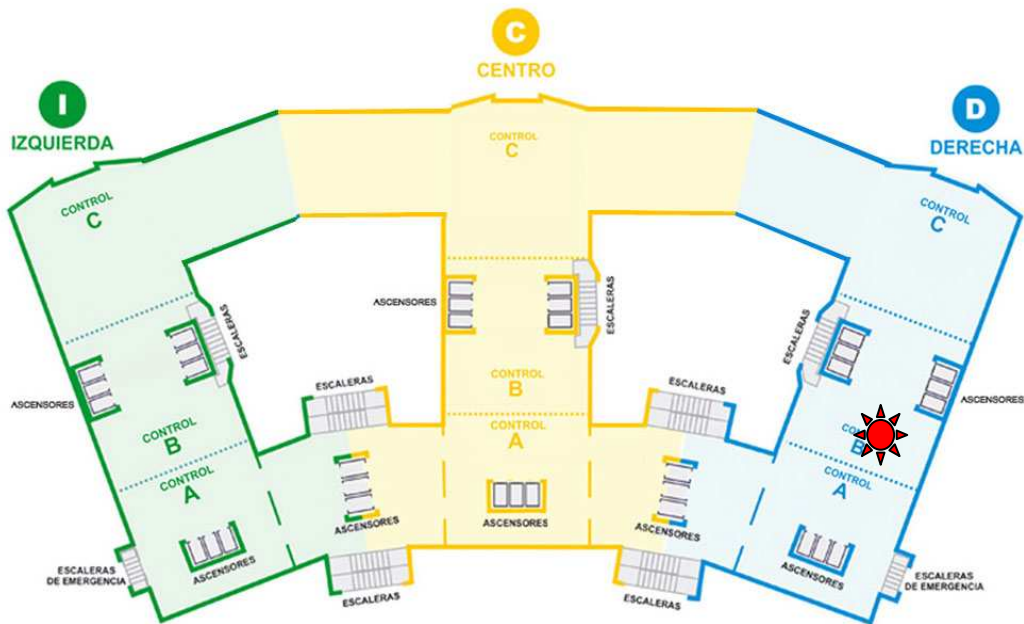 C
CENTRO
I
IZQUIERDA
D
DERECHA
CONTROL
C
CONTROL
C
CONTROL
C
ASCENSORES
ESCALERAS
ESCALERAS
ESCALERAS
ASCENSORES
ASCENSORES
ESCALERAS
CONTROL
B
ESCALERAS
CONTROL
B
CONTROL
B
CONTROL
A
CONTROL
A
CONTROL
A
ASCENSORES
ASCENSORES
ASCENSORES
ESCALERAS
DE EMERGENCIA
ASCENSORES
ASCENSORES
ESCALERAS
DE EMERGENCIA
ESCALERAS
ESCALERAS